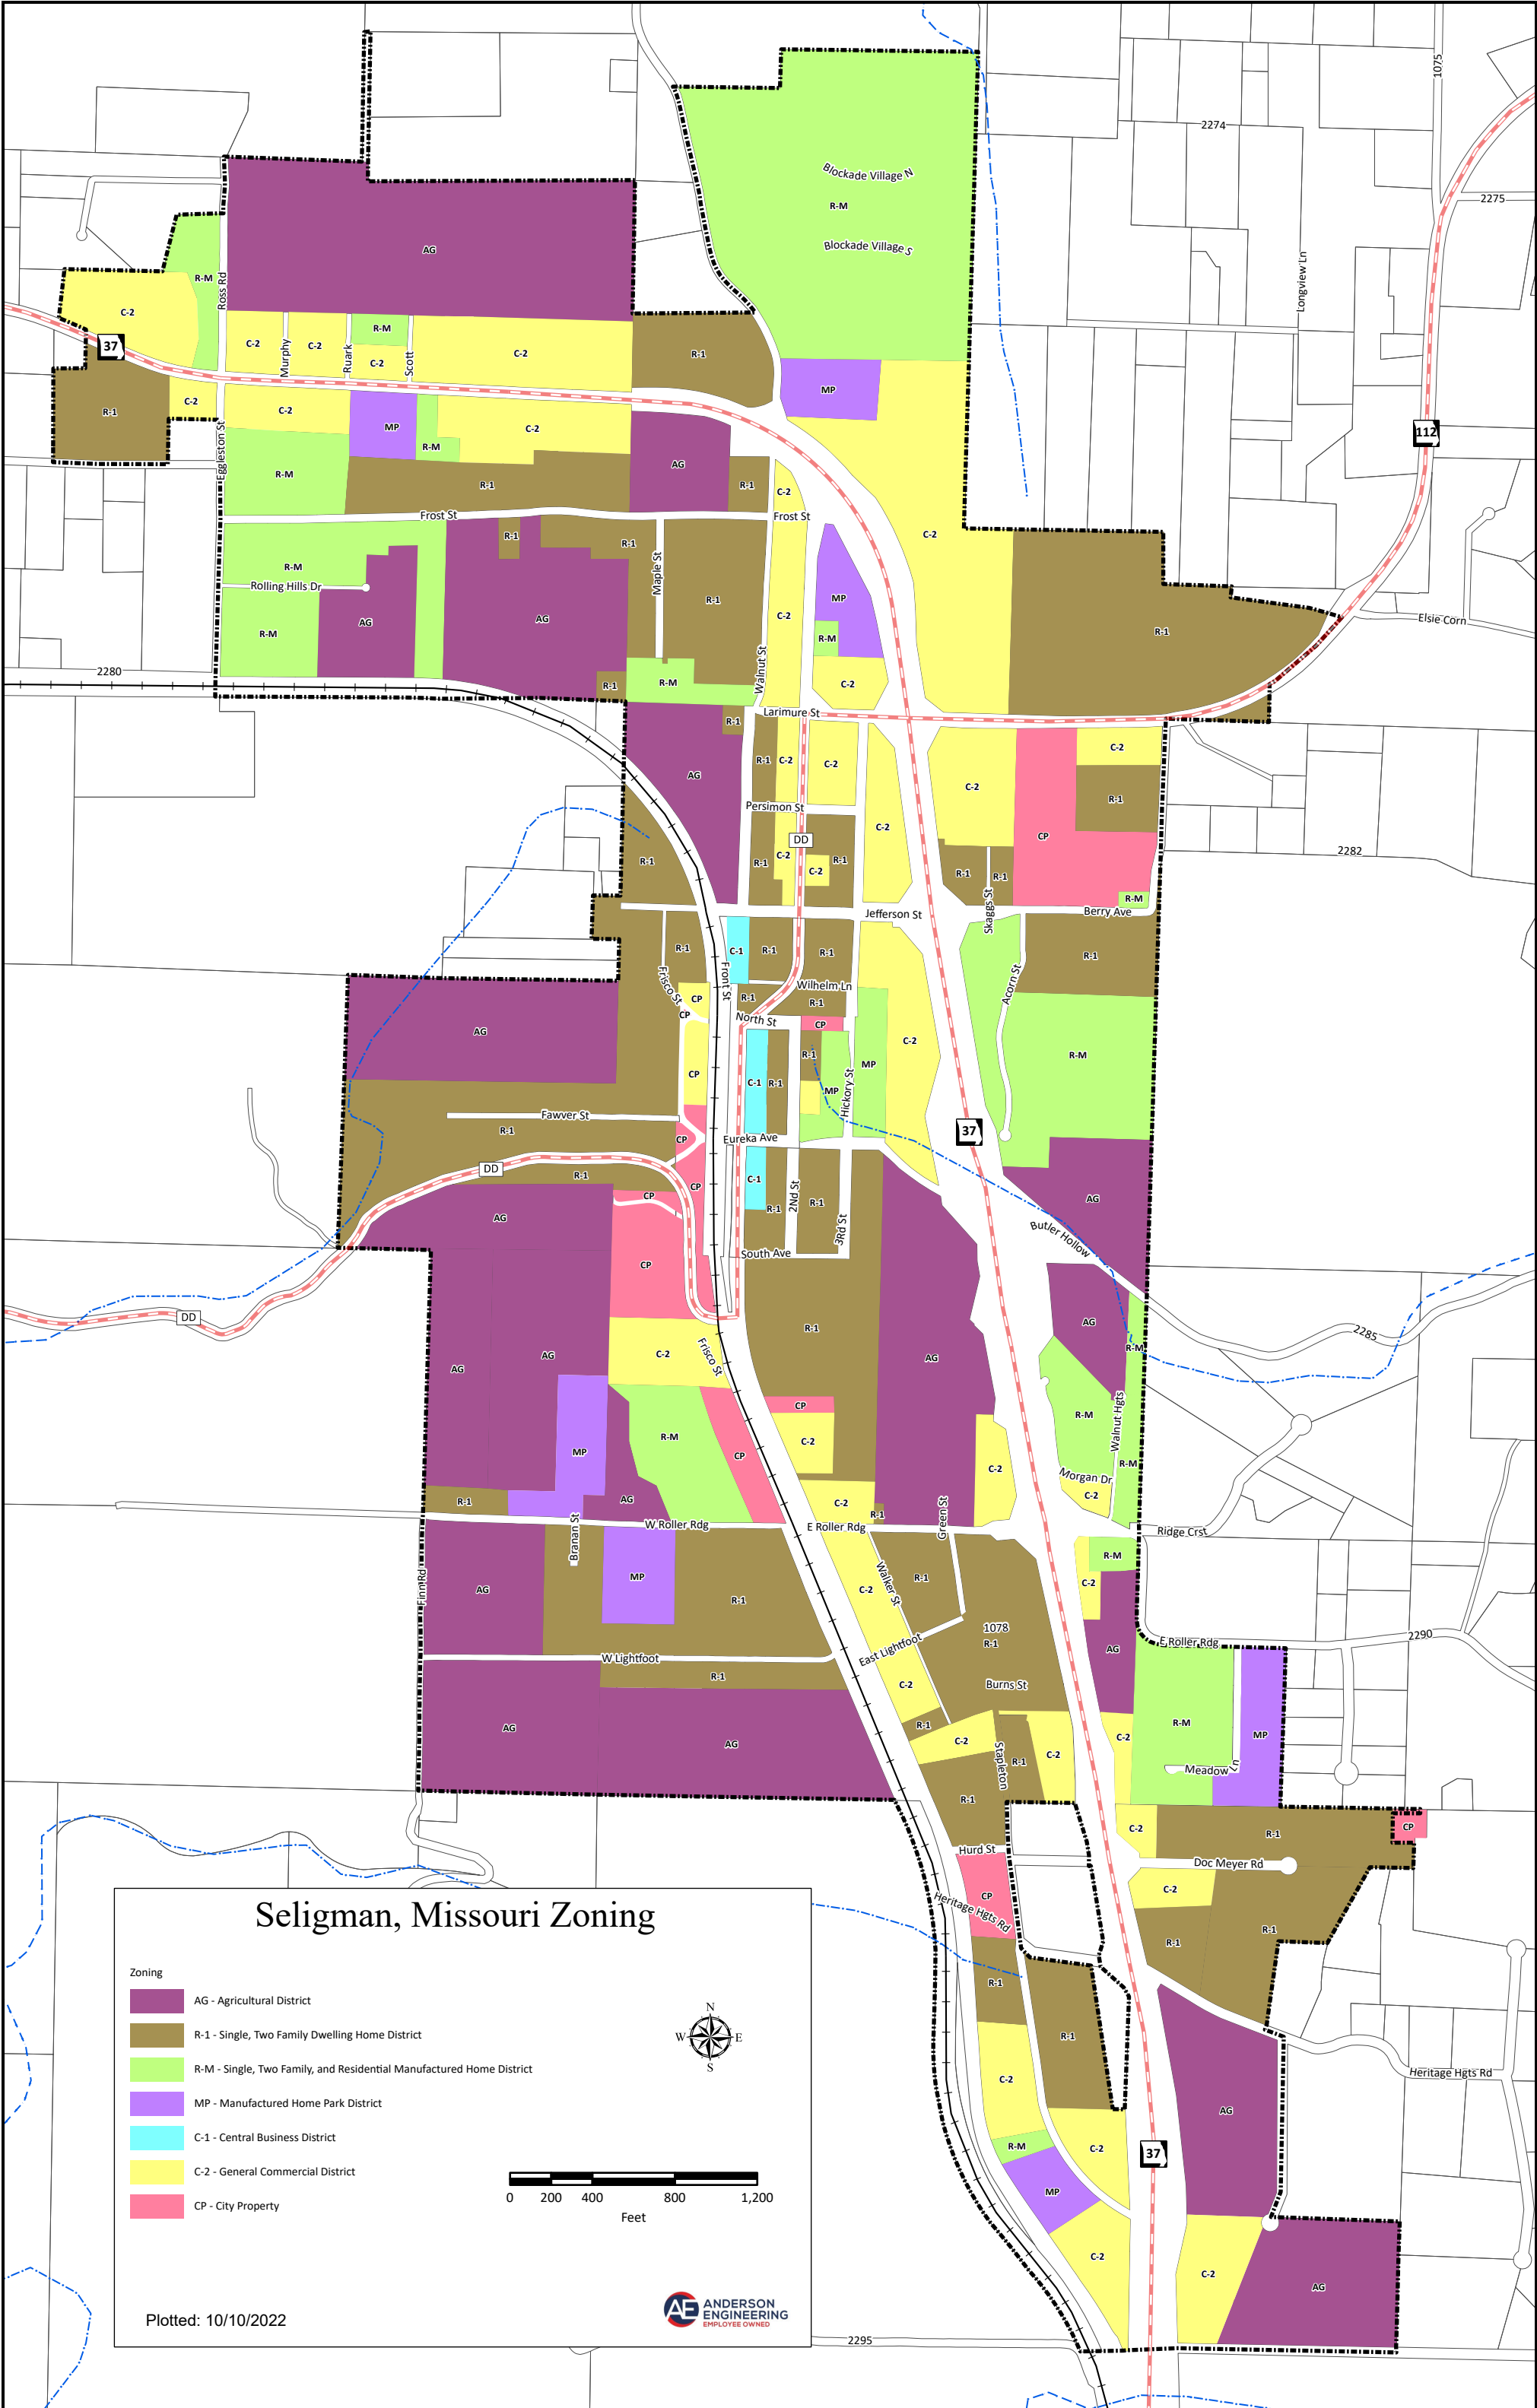 1075
2274
Blockade Village N
R-M
2275
Blockade Village S
AG
R-M
Ross Rd
Longview Ln
C-2
37
C-2
Murphy
C-2
Ruark
R-M
C-2
Scott
C-2
R-1
MP
R-1
C-2
C-2
MP
R-M
C-2
112
Eggleston St
R-M
R-1
AG
R-1
C-2
Frost St
Frost St
R-1
R-1
C-2
R-M
Rolling Hills Dr
Maple St
R-1
MP
C-2
Elsie Corn
R-M
AG
AG
R-M
R-1
2280
R-1
R-M
Walnut St
C-2
Larimure St
R-1
AG
R-1
C-2
C-2
C-2
C-2
R-1
Persimon St
C-2
CP
DD
R-1
R-1
C-2
R-1
C-2
2282
R-1
R-1
Skaggs St
R-M
Jefferson St
Berry Ave
R-1
C-1
R-1
R-1
R-1
Frisco St
Front St
Acorn St
Wilhelm Ln
CP
R-1
R-1
CP
North St
CP
AG
C-2
R-1
R-M
MP
CP
C-1
R-1
MP
Hickory St
Fawver St
R-1
CP
Eureka Ave
37
DD
R-1
CP
CP
C-1
R-1
2Nd St
R-1
3Rd St
AG
AG
Butler Hollow
South Ave
CP
DD
AG
2285
R-1
R-M
AG
AG
C-2
Frisco St
AG
R-M
Walnut Hgts
CP
MP
R-M
CP
C-2
C-2
R-M
Morgan Dr
C-2
R-1
AG
C-2
R-1
Green St
W Roller Rdg
E Roller Rdg
Ridge Crst
Branan St
R-M
Finn Rd
AG
MP
R-1
C-2
Walker St
R-1
C-2
1078
R-1
AG
E Roller Rdg
2290
W Lightfoot
East Lightfoot
R-1
C-2
Burns St
AG
AG
R-1
C-2
Stapleton
R-1
C-2
C-2
R-M
MP
Meadow Ln
R-1
C-2
R-1
CP
Hurd St
Doc Meyer Rd
CP
Heritage Hgts Rd
C-2
R-1
R-1
R-1
R-1
Heritage Hgts Rd
C-2
AG
R-M
C-2
37
MP
C-2
C-2
AG
2295
Seligman, Missouri Zoning
Zoning
AG - Agricultural District
R-1 - Single, Two Family Dwelling Home District
R-M - Single, Two Family, and Residential Manufactured Home District
MP - Manufactured Home Park District
C-1 - Central Business District
C-2 - General Commercial District
CP - City Property
N
W E
S
0 200 400 800 1,200
Feet
Plotted: 10/10/2022
AE ANDERSON
ENGINEERING
EMPLOYEE OWNED